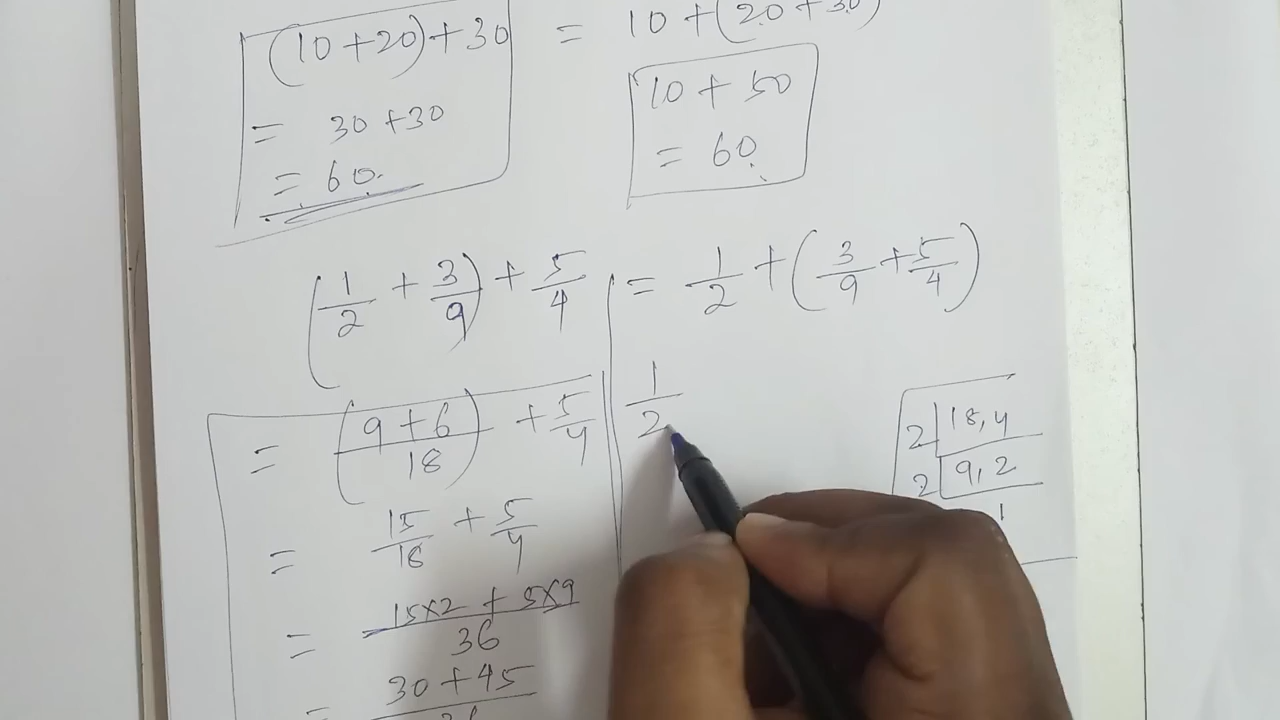 (10+20)+30 = 10+(20+30)
= 30+30
= 60.
10+50
= 60.
(1/2 + 3/9) + 5/4 = 1/2 + (3/9 + 5/4)
= (9+6/18) + 5/4
= 15/18 + 5/4
= 15×2 + 5×9/36
= 30+45
1/2
2 | 18, 4
2 | 9, 2
1